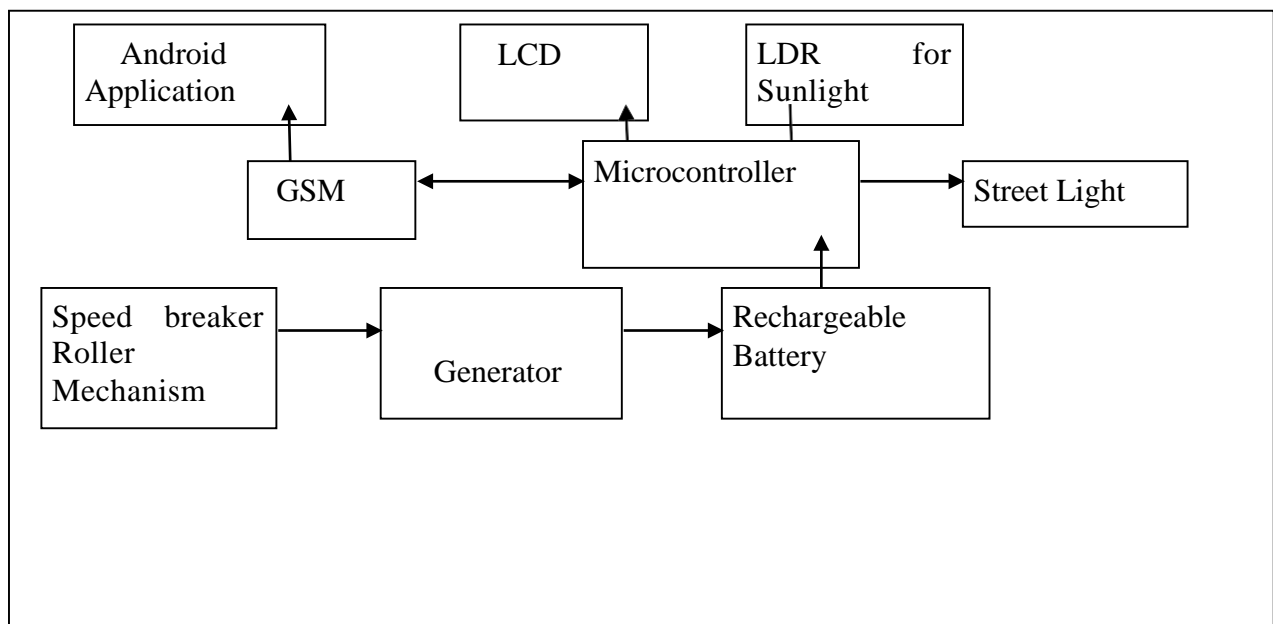 Android
Application
LCD
LDR for
Sunlight
GSM
Microcontroller
Street Light
Speed breaker
Roller
Mechanism
Generator
Rechargeable
Battery